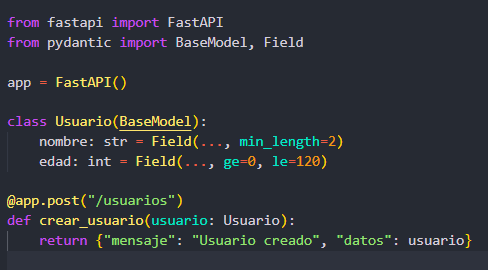 from fastapi import FastAPI
from pydantic import BaseModel, Field

app = FastAPI()

class Usuario(BaseModel):
    nombre: str = Field(..., min_length=2)
    edad: int = Field(..., ge=0, le=120)

@app.post("/usuarios")
def crear_usuario(usuario: Usuario):
    return {"mensaje": "Usuario creado", "datos": usuario}